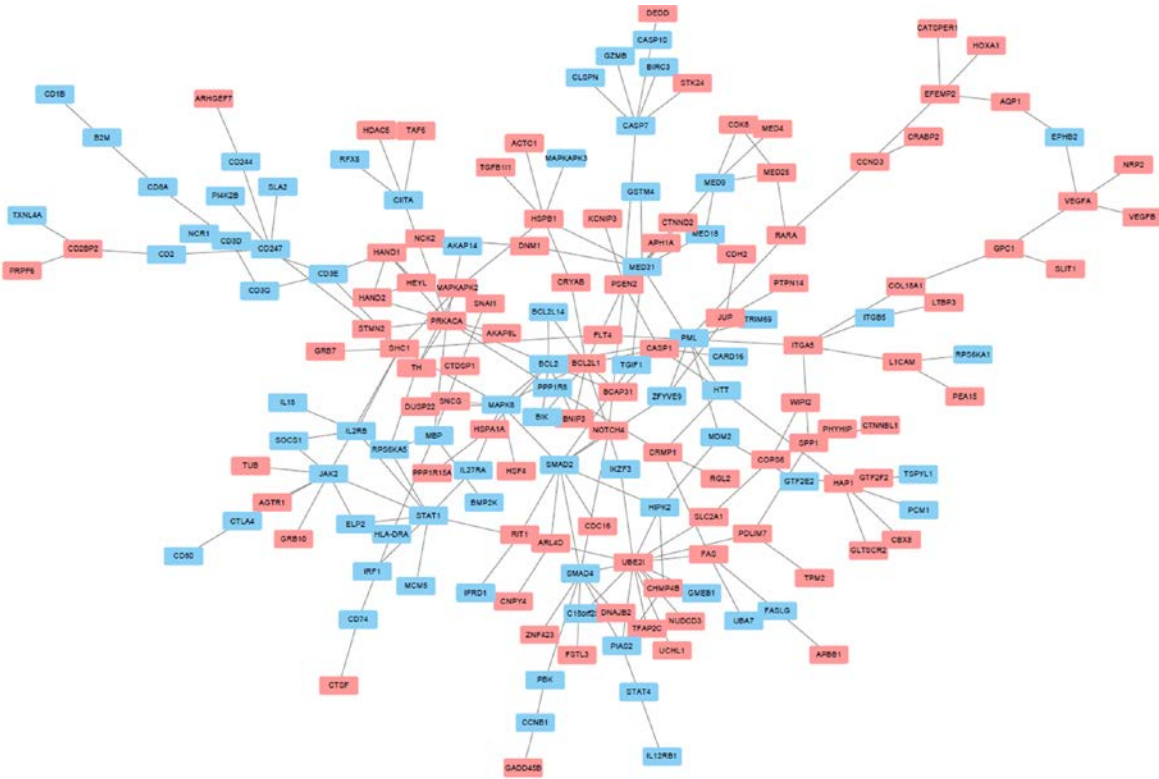 DEDD
CATSPER1
CASP10
HOXA1
GZMB
BIRC3
CLSPN
STK24
CD1B
ARHGEF7
EFEMP2
AQP1
CASP7
CDK8
MED4
HDAC5
TAF6
B2M
ACTC1
EPHB2
CRABP2
RFX5
TGFB1I1
MAPKAPK3
CD244
CCND3
MED25
NRP2
CD8A
PI4K2B
SLA2
GSTM4
MED9
CIITA
VEGFA
TXNL4A
HSPB1
KCNIP3
CTNND2
VEGFB
NCR1
CD3D
MED18
RARA
CD2BP2
CD2
CD247
HAND1
NCK2
AKAP14
DNM1
APH1A
GPC1
CDH2
PRPF6
CD3E
MED31
SLIT1
HEYL
MAPKAPK2
CRYAB
PSEN2
PTPN14
COL18A1
CD3G
HAND2
SNAI1
LTBP3
BCL2L14
JUP
TRIM69
ITGB5
STMN2
PRKACA
AKAP8L
FLT4
PML
GRB7
SHC1
CASP1
ITGA5
CARD16
L1CAM
RPS6KA1
TH
CTDSP1
BCL2
BCL2L1
TGIF1
PPP1R8
BCAP31
ZFYVE9
HTT
PEA15
IL15
DUSP22
SNCG
MAPK8
WIPI2
BIK
BNIP3
PHYHIP
CTNNBL1
IL2RB
HSPA1A
NOTCH4
SOCS1
MBP
MDM2
SPP1
RPS6KA5
CRMP1
COPS6
TUB
JAK2
PPP1R15A
IL27RA
HSF4
SMAD2
IKZF3
RGL2
GTF2E2
HAP1
GTF2F2
TSPYL1
AGTR1
BMP2K
HIPK2
PCM1
CTLA4
ELP2
STAT1
SLC2A1
CDC16
GRB10
HLA-DRA
RIT1
ARL4D
PDLIM7
CBX8
CD80
UBE2I
FAS
GLTSCR2
IRF1
SMAD4
MCM5
TPM2
IFRD1
CNPY4
CHMP4B
GMEB1
CD74
DNAJB2
UBA7
FASLG
ZNF423
TFAP2C
NUDCD3
PIAS2
FSTL3
UCHL1
APBB1
CTSF
PBK
STAT4
CCNB1
IL12RB1
GADD45B